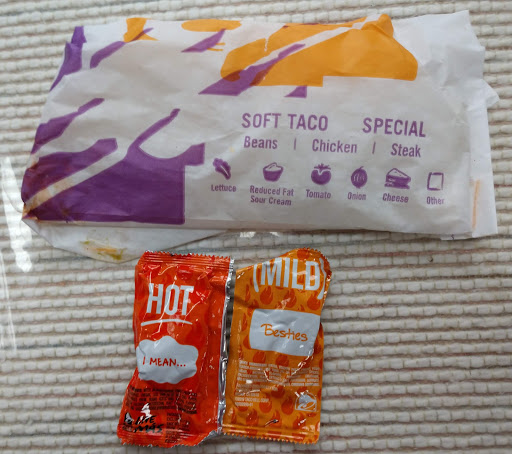 SOFT TACO SPECIAL
Beans | Chicken | Steak
Lettuce
Reduced Fat
Sour Cream
Tomato
Onion
Cheese
Other
HOT
I MEAN...
(MILD)
Besties